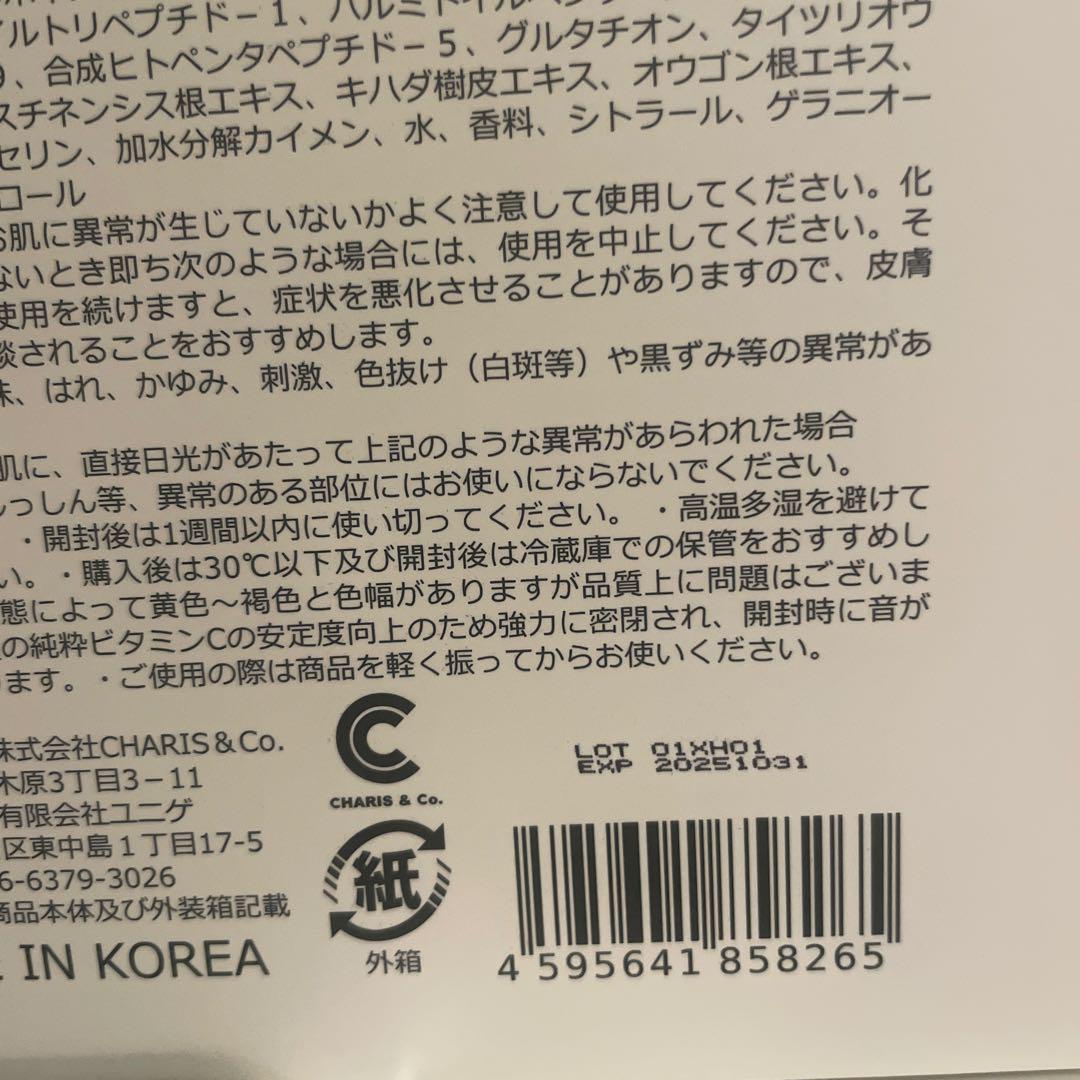 イルトリペプチド－1、パルミトイルペン
9、合成ヒトペンタペプチド－5、グルタチオン、タイツリオウ
スチネンシス根エキス、キハダ樹皮エキス、オウゴン根エキス、
セリン、加水分解カイメン、水、香料、シトラール、ゲラニオー
コール
お肌に異常が生じていないかよく注意して使用してください。化
ないとき即ち次のような場合には、使用を中止してください。そ
使用を続けますと、症状を悪化させることがありますので、皮膚
談されることをおすすめします。
味、はれ、かゆみ、刺激、色抜け（白斑等）や黒ずみ等の異常があ
肌に、直接日光があたって上記のような異常があらわれた場合
しっしん等、異常のある部位にはお使いにならないでください。
・開封後は1週間以内に使い切ってください。 ・高温多湿を避けて
い。・購入後は30℃以下及び開封後は冷蔵庫での保管をおすすめし
態によって黄色～褐色と色幅がありますが品質上に問題はございま
の純粋ビタミンCの安定度向上のため強力に密閉され、開封時に音が
ます。・ご使用の際は商品を軽く振ってからお使いください。
株式会社CHARIS＆Co.
木原3丁目3－11
有限会社ユニゲ
区東中島１丁目17-5
6-6379-3026
商品本体及び外装箱記載
IN KOREA
CHARIS & Co.
紙
外箱
LOT 01XH01
EXP 20251031
4 595641 858265